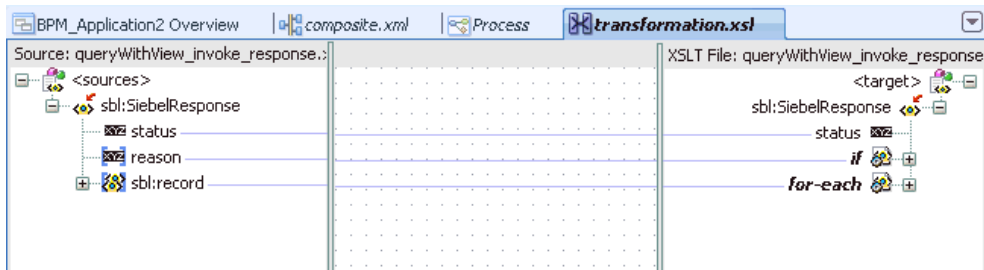 BPM_Application2 Overview composite.xml Process transformation.xsl
Source: queryWithView_invoke_response. XSLT File: queryWithView_invoke_response
<sources> <target>
sbl:SiebelResponse sbl:SiebelResponse
status status
reason if
sbl:record for-each